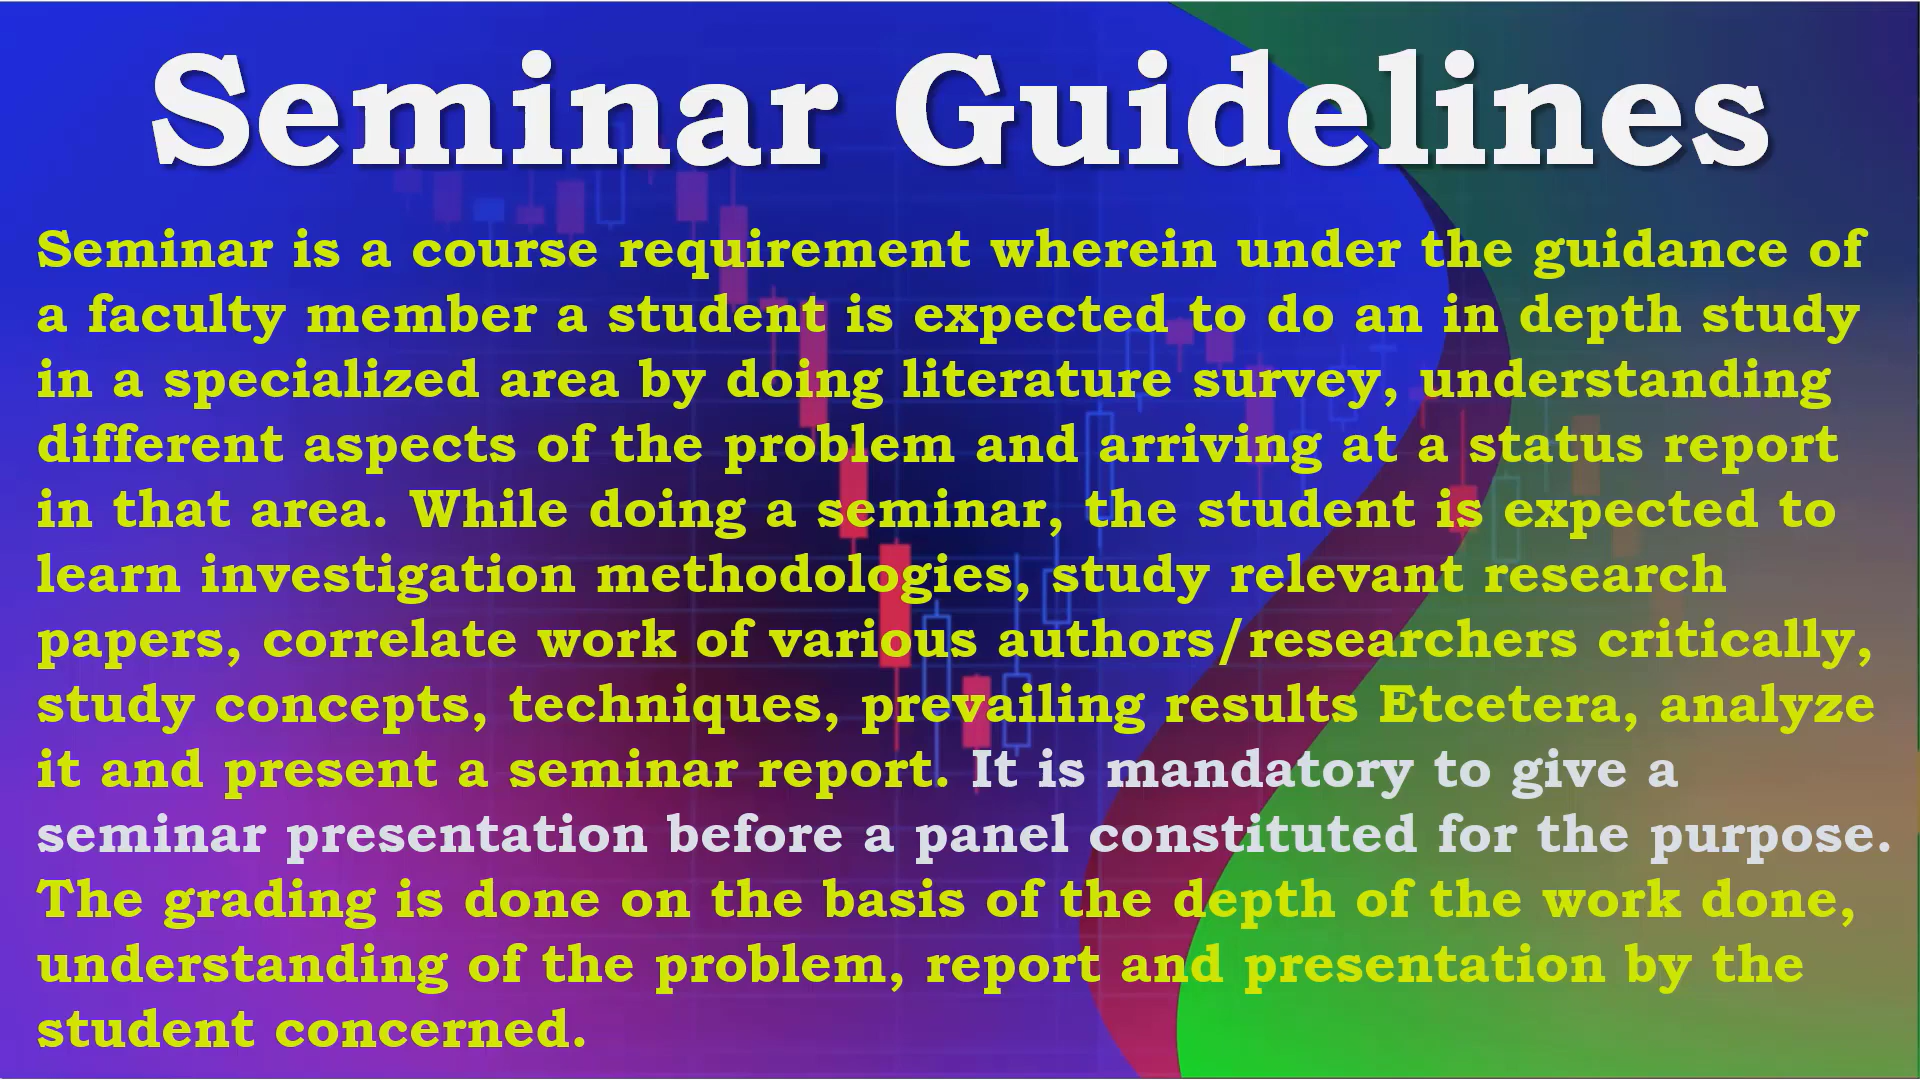 Seminar Guidelines
Seminar is a course requirement wherein under the guidance of
a faculty member a student is expected to do an in depth study
in a specialized area by doing literature survey, understanding
different aspects of the problem and arriving at a status report
in that area. While doing a seminar, the student is expected to
learn investigation methodologies, study relevant research
papers, correlate work of various authors/researchers critically,
study concepts, techniques, prevailing results Etcetera, analyze
it and present a seminar report. It is mandatory to give a
seminar presentation before a panel constituted for the purpose.
The grading is done on the basis of the depth of the work done,
understanding of the problem, report and presentation by the
student concerned.